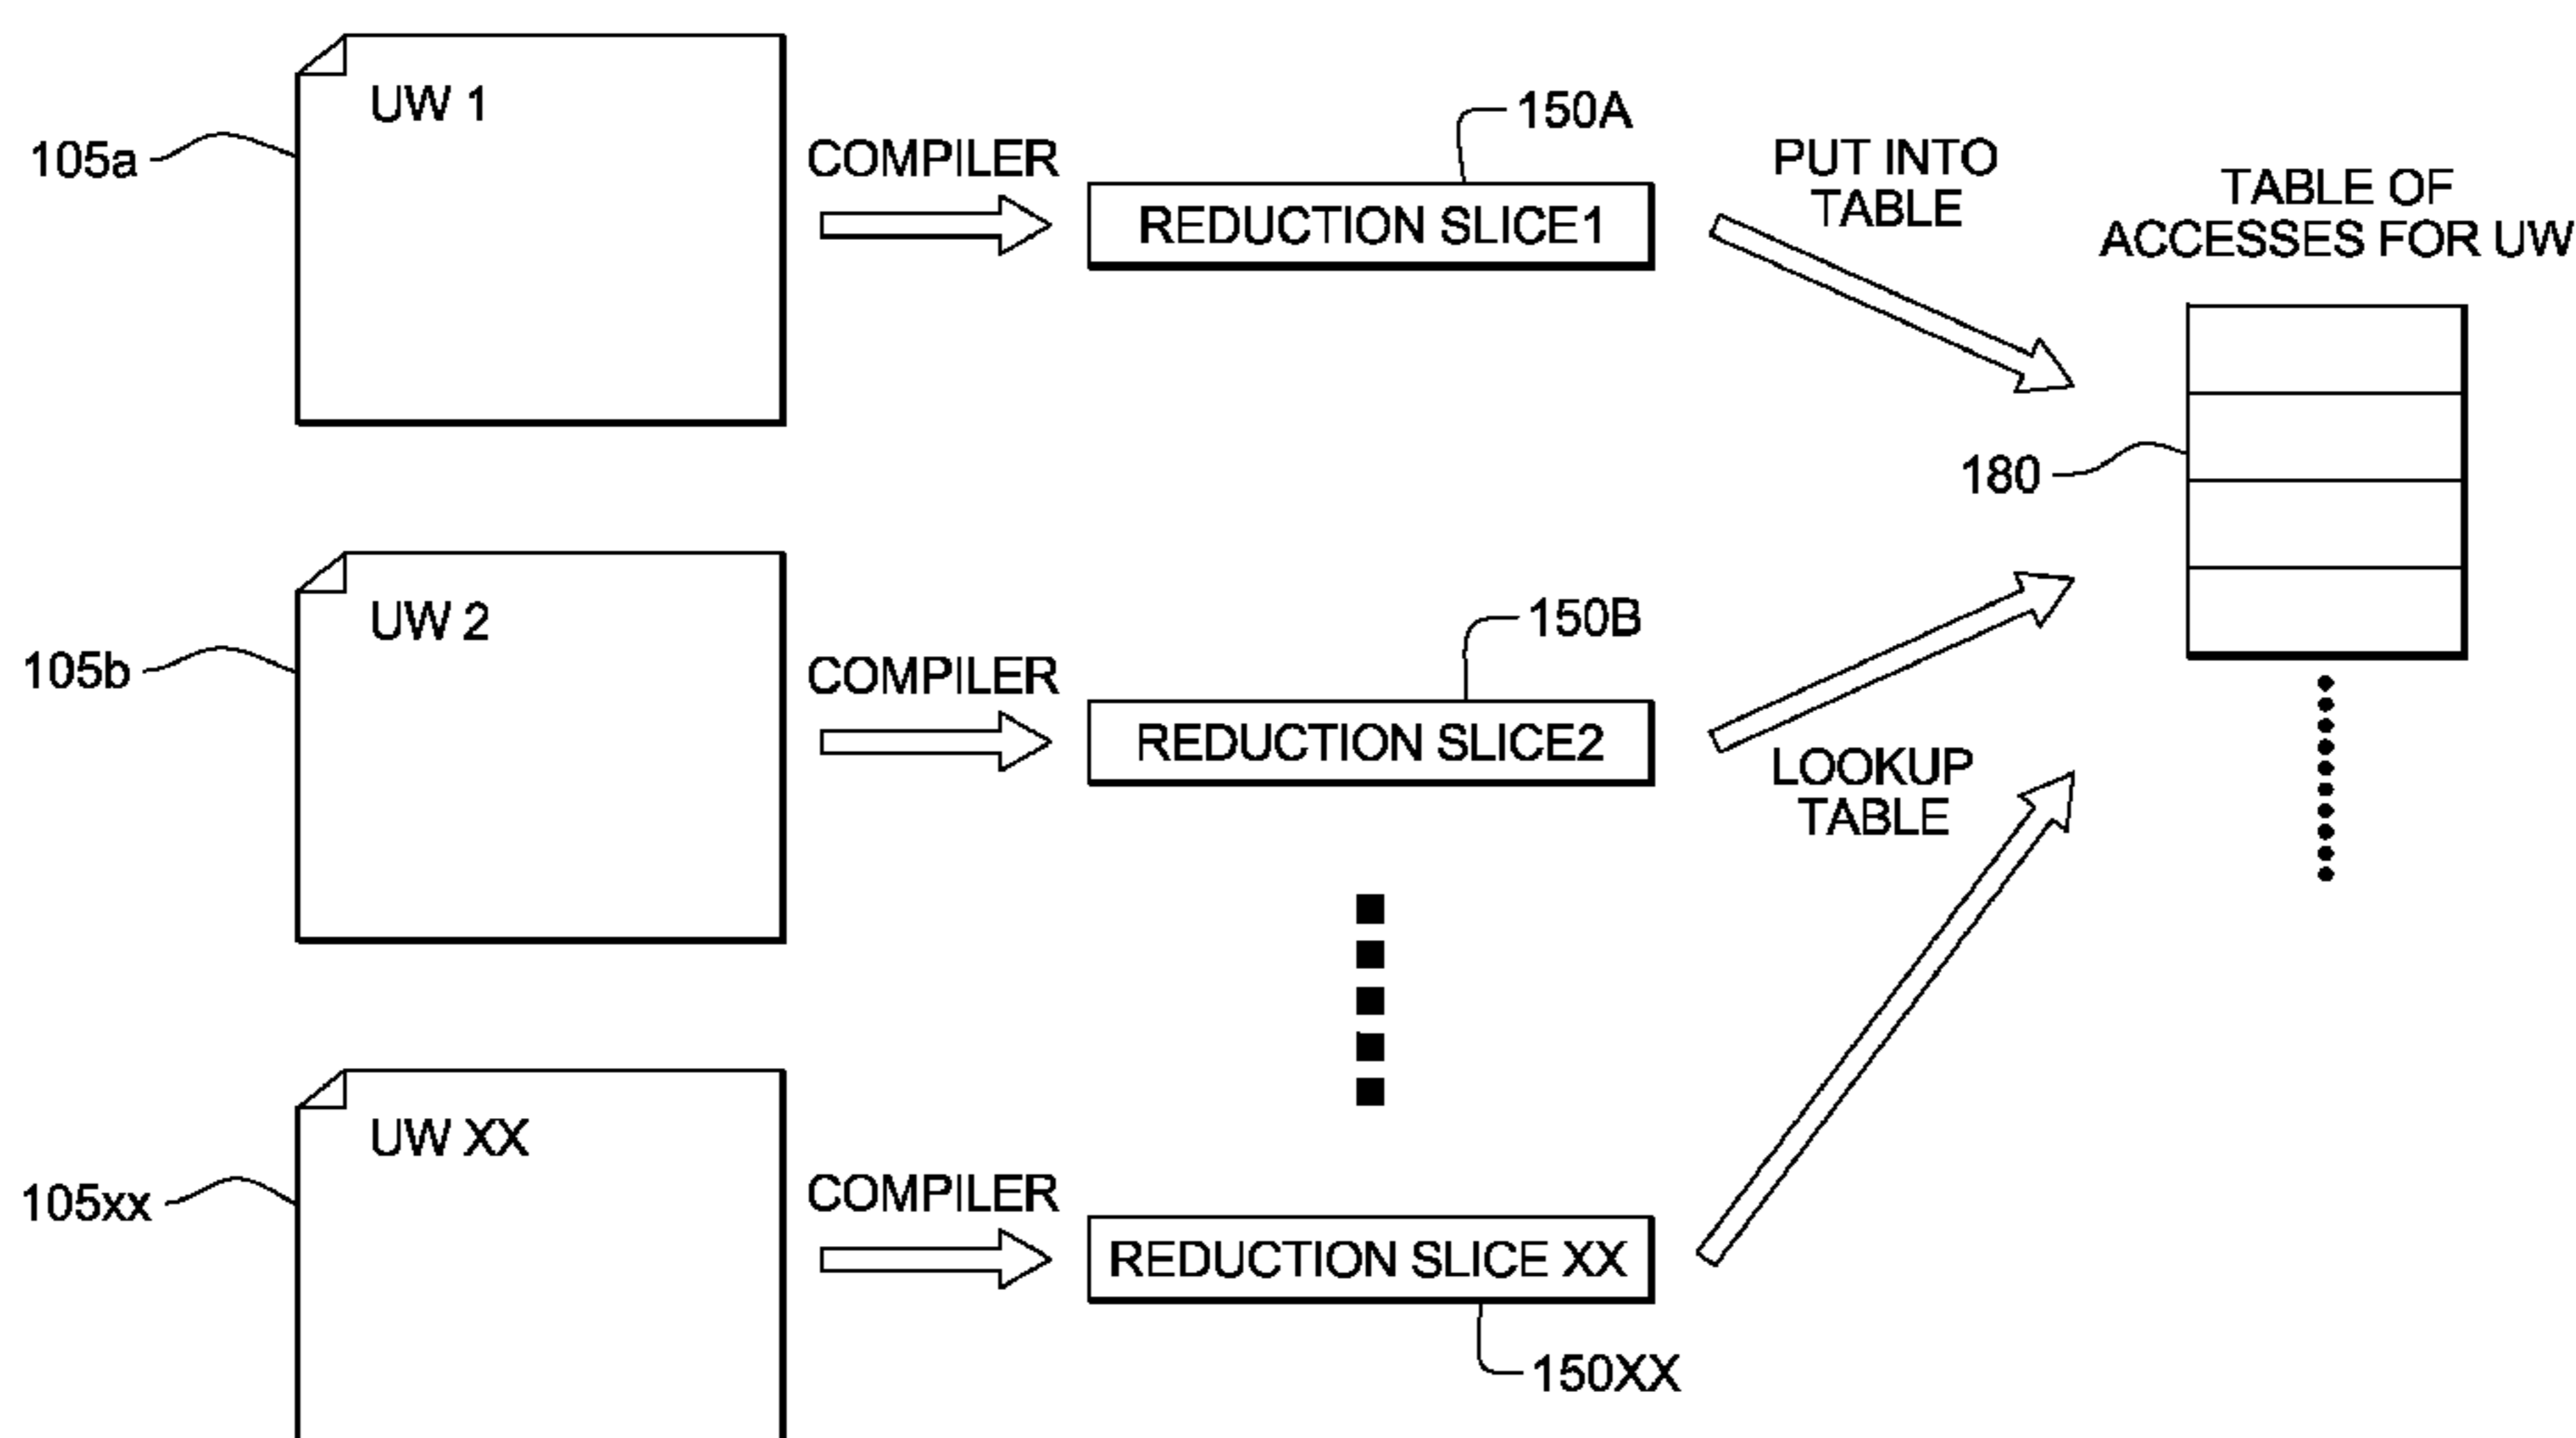 UW 1
105a
COMPILER
150A
REDUCTION SLICE1
PUT INTO
TABLE
TABLE OF
ACCESSES FOR UW
180
UW 2
105b
COMPILER
150B
REDUCTION SLICE2
LOOKUP
TABLE
UW XX
105xx
COMPILER
REDUCTION SLICE XX
150XX